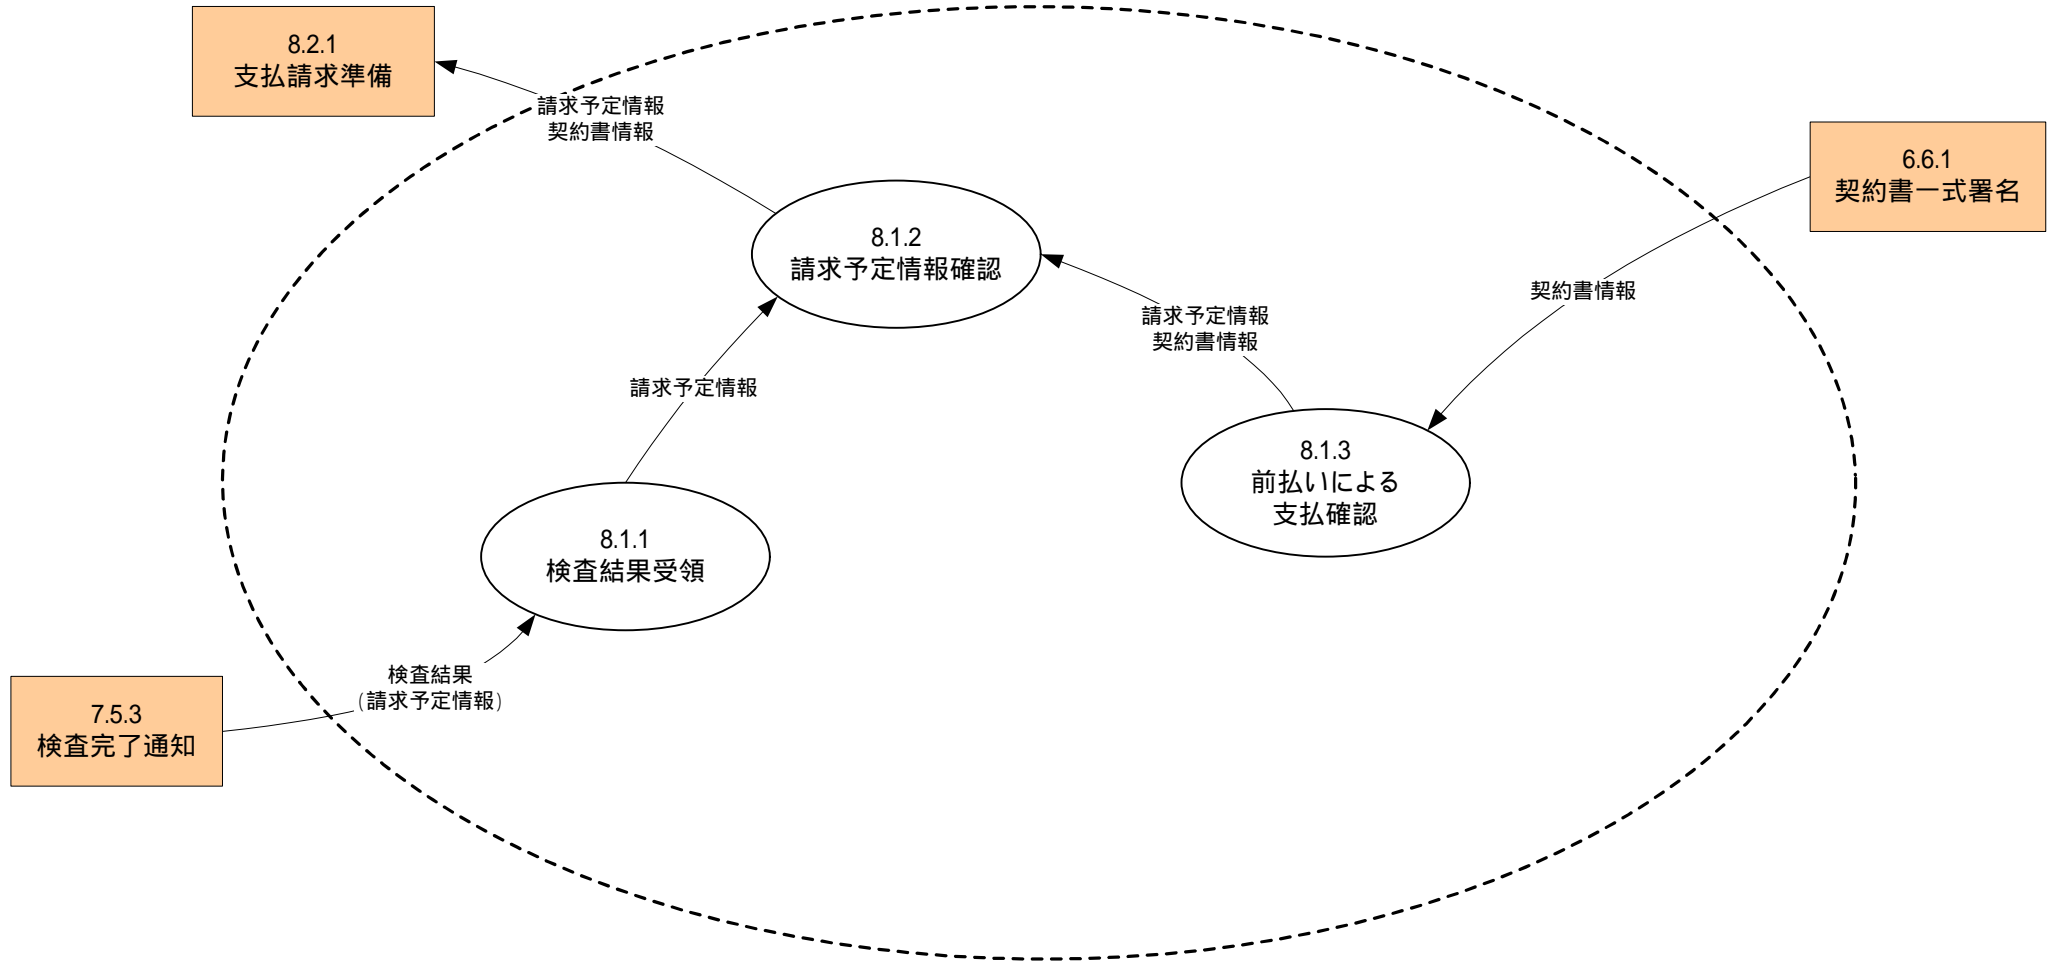 8.2.1
支払請求準備
請求予定情報
契約書情報
6.6.1
契約書一式署名
8.1.2
請求予定情報確認
契約書情報
請求予定情報
契約書情報
請求予定情報
8.1.3
前払いによる
支払確認
8.1.1
検査結果受領
検査結果
(請求予定情報)
7.5.3
検査完了通知